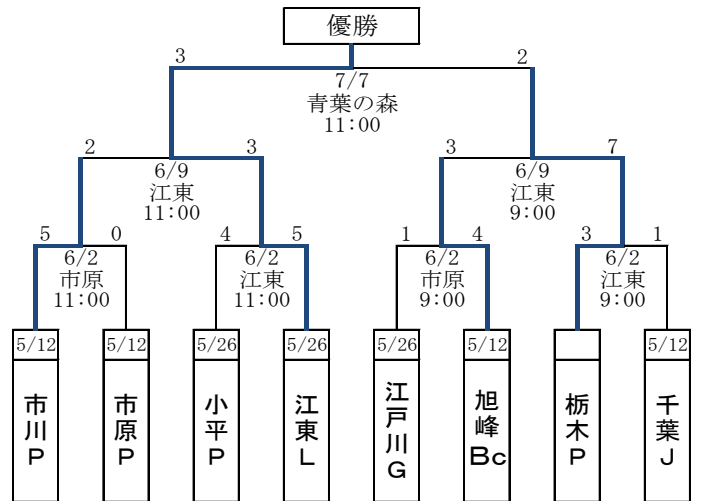 優勝
3
2
7/7
青葉の森
11:00
2
3
3
7
6/9
江東
11:00
6/9
江東
9:00
5
0
4
5
1
4
3
1
6/2
市原
11:00
6/2
江東
11:00
6/2
市原
9:00
6/2
江東
9:00
5/12
5/12
5/26
5/26
5/26
5/12
5/12
市川P
市原P
小平P
江東L
江戸川G
旭峰Bc
栃木P
千葉J